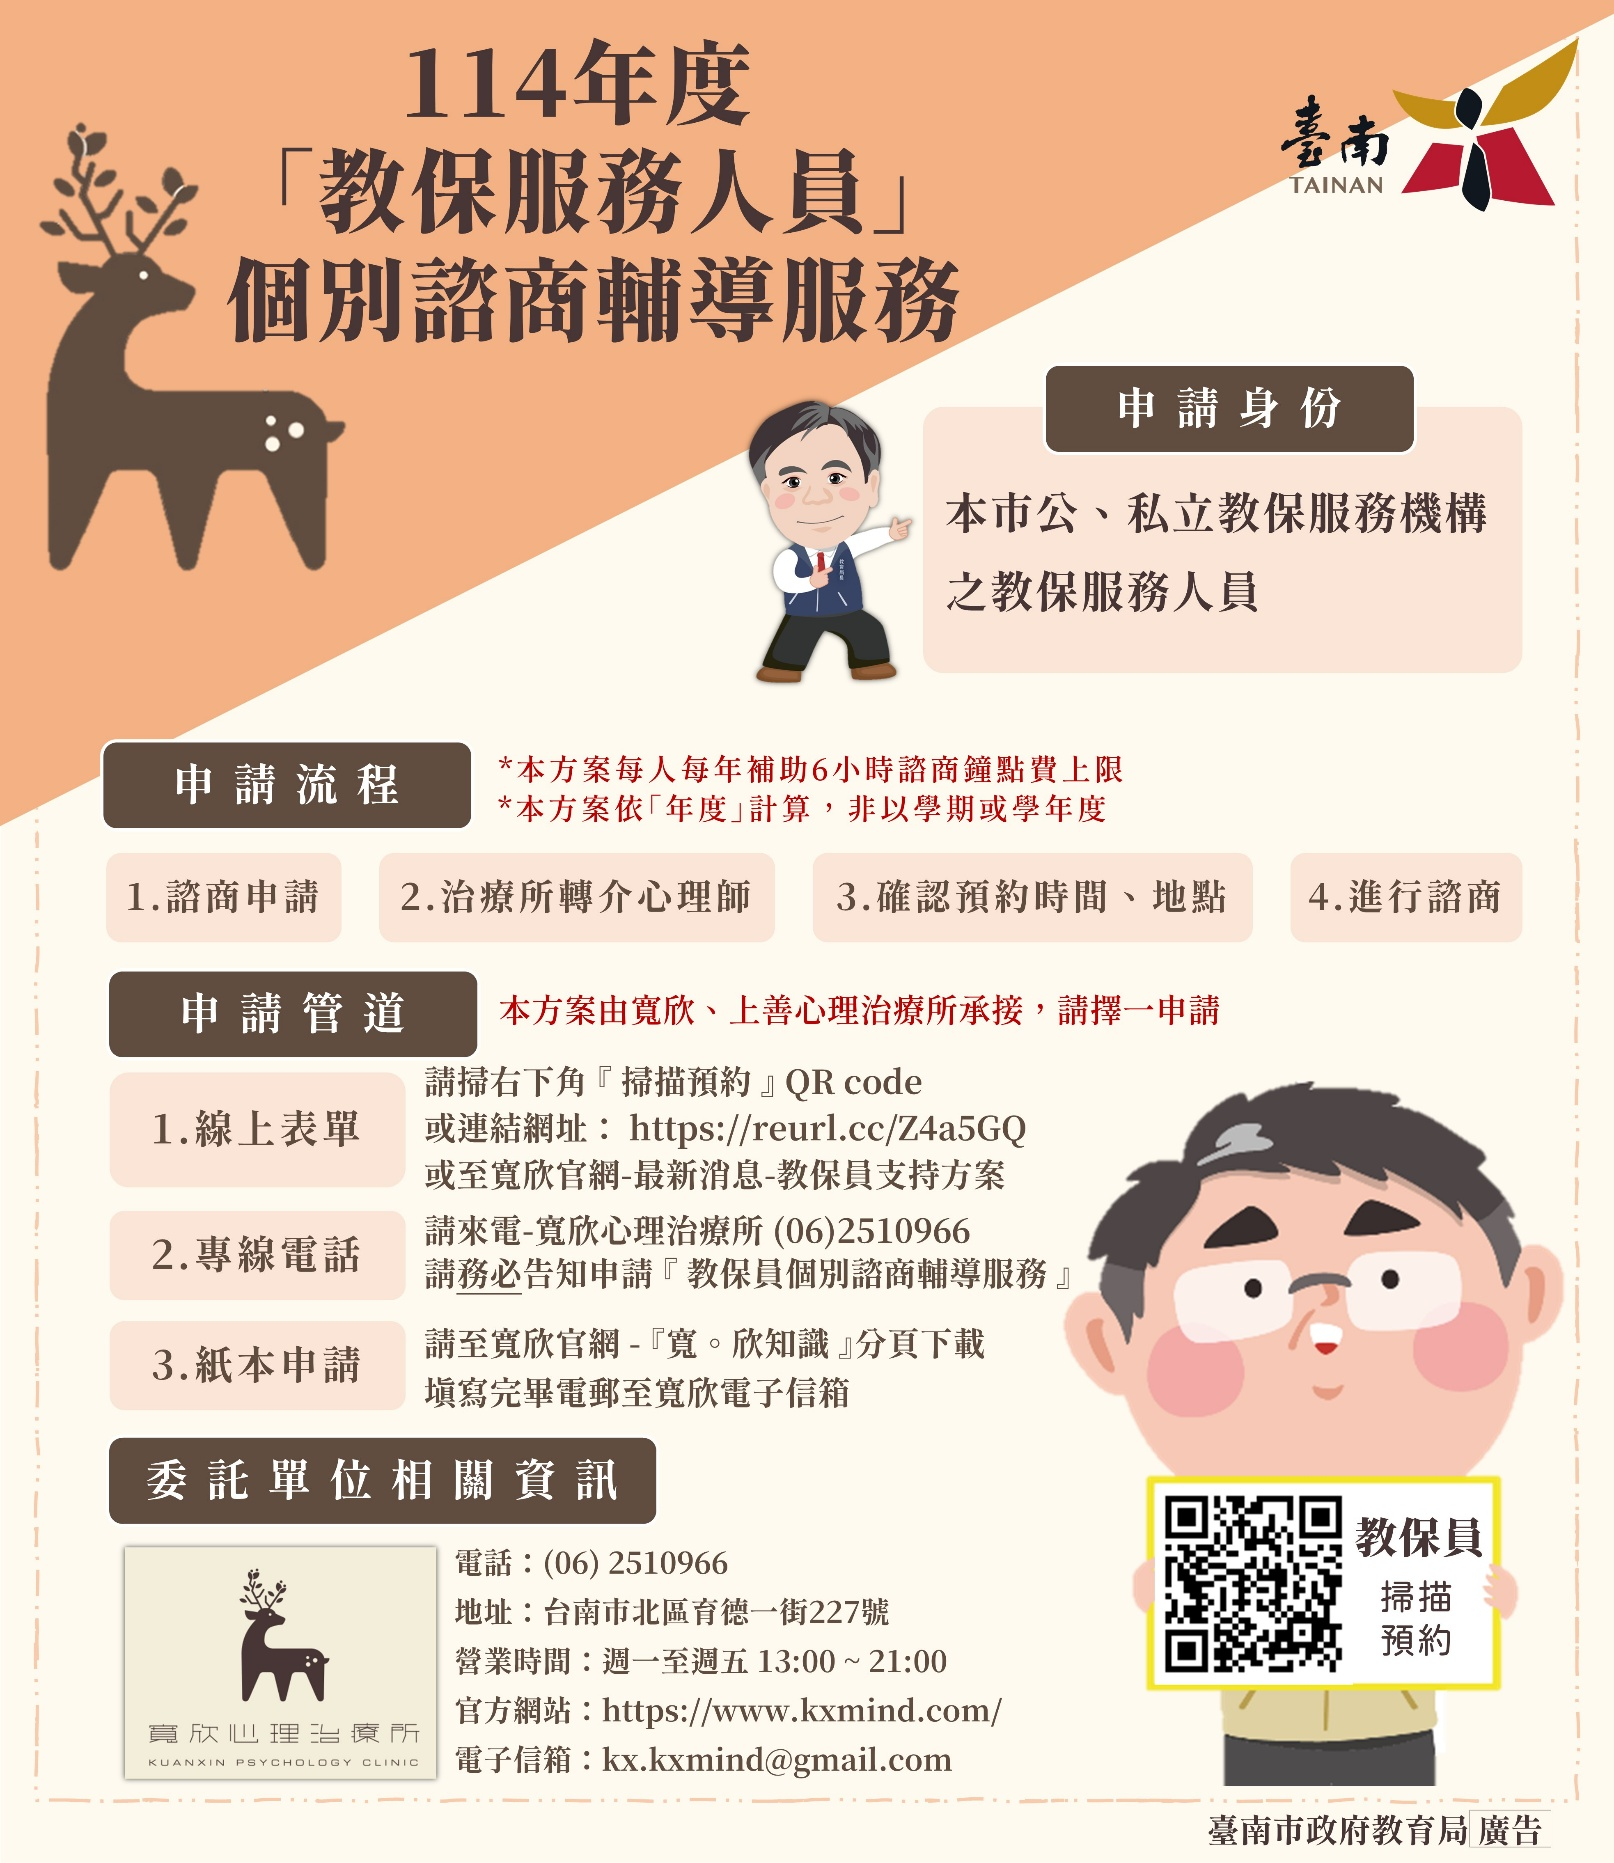 114年度
「教保服務人員」
個別諮商輔導服務
臺南
TAINAN
申請身份
本市公、私立教保服務機構
之教保服務人員
申請流程
*本方案每人每年補助6小時諮商鐘點費上限
*本方案依「年度」計算，非以學期或學年度
1.諮商申請
2.治療所轉介心理師
3.確認預約時間、地點
4.進行諮商
申請管道
本方案由寬欣、上善心理治療所承接，請擇一申請
1.線上表單
請掃右下角『掃描預約』QR code
或連結網址： https://reurl.cc/Z4a5GQ
或至寬欣官網-最新消息-教保員支持方案
2.專線電話
請來電-寬欣心理治療所 (06)2510966
請務必告知申請『教保員個別諮商輔導服務』
3.紙本申請
請至寬欣官網 -『寬。欣知識』分頁下載
填寫完畢電郵至寬欣電子信箱
委託單位相關資訊
寬欣心理治療所
KUANXIN PSYCHOLOGY CLINIC
電話：(06) 2510966
地址：台南市北區育德一街227號
營業時間：週一至週五 13:00 ~ 21:00
官方網站：https://www.kxmind.com/
電子信箱：kx.kxmind@gmail.com
教保員
掃描
預約
臺南市政府教育局 廣告